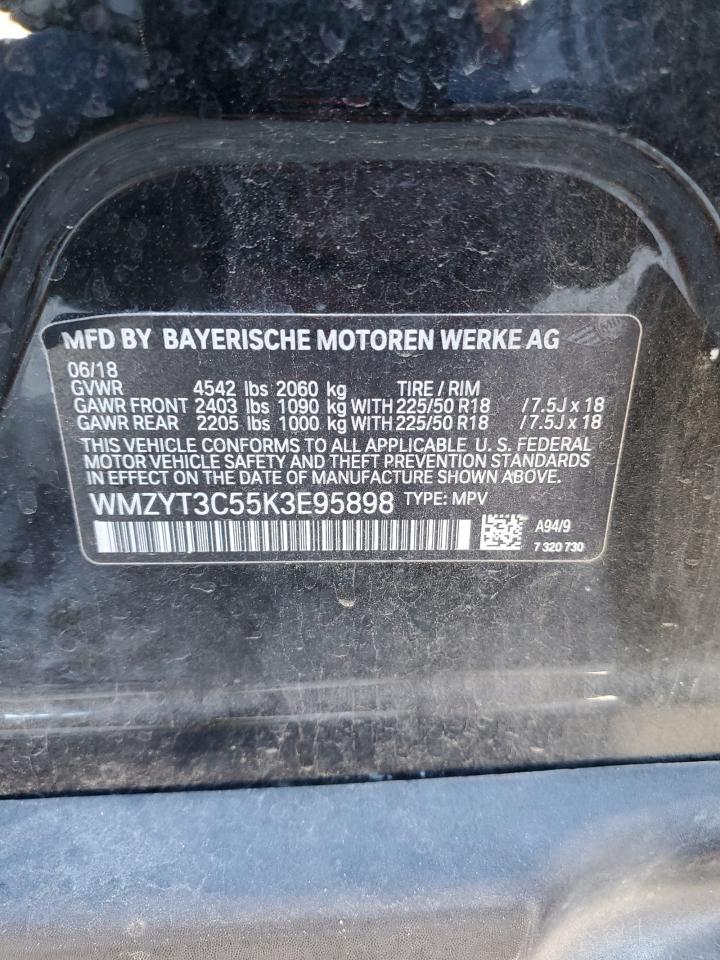 MFD BY BAYERISCHE MOTOREN WERKE AG
MINI
06/18
GVWR 4542 lbs 2060 kg TIRE / RIM
GAWR FRONT 2403 lbs 1090 kg WITH 225/50 R18 / 7.5J x 18
GAWR REAR 2205 lbs 1000 kg WITH 225/50 R18 / 7.5J x 18
THIS VEHICLE CONFORMS TO ALL APPLICABLE U. S. FEDERAL
MOTOR VEHICLE SAFETY AND THEFT PREVENTION STANDARDS
IN EFFECT ON THE DATE OF MANUFACTURE SHOWN ABOVE.
WMZYT3C55K3E95898 TYPE: MPV
A94/9
7 320 730